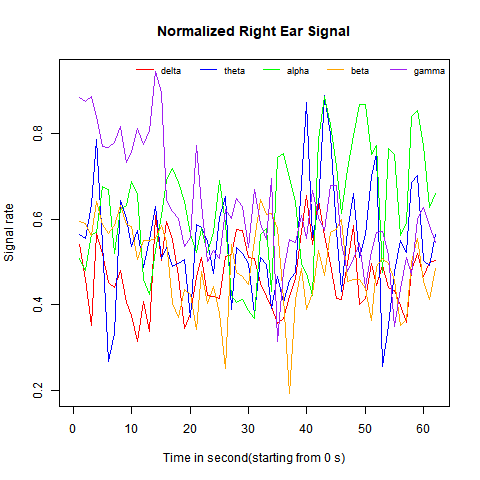 Normalized Right Ear Signal
delta theta alpha beta gamma
Signal rate
0.8
0.6
0.4
0.2
0 10 20 30 40 50 60
Time in second(starting from 0 s)